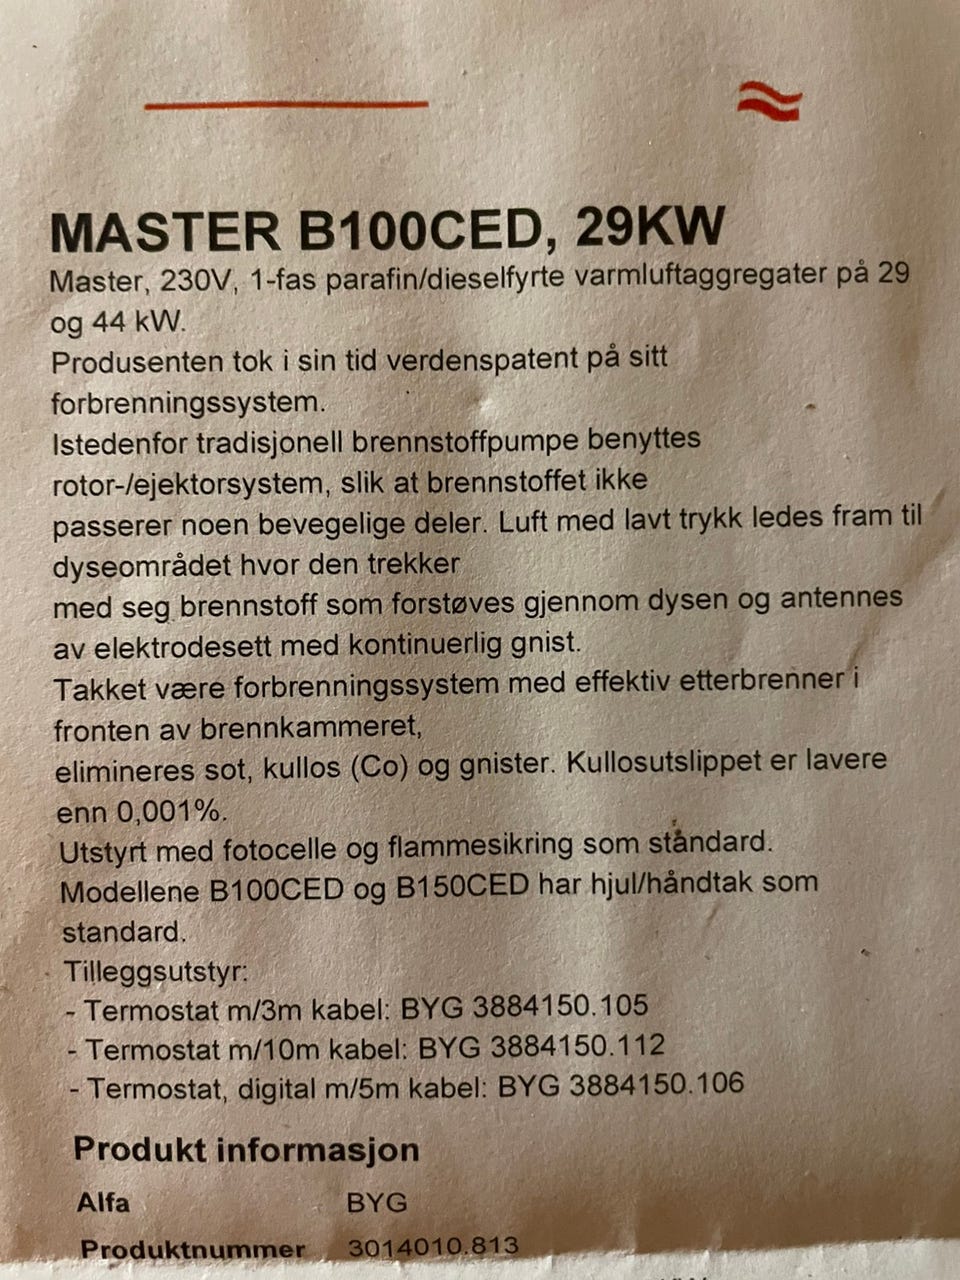 MASTER B100CED, 29KW
Master, 230V, 1-fas parafin/dieselfyrte varmluftaggregater på 29
og 44 kW.
Produsenten tok i sin tid verdenspatent på sitt
forbrenningssystem.
Istedenfor tradisjonell brennstoffpumpe benyttes
rotor-/ejektorsystem, slik at brennstoffet ikke
passerer noen bevegelige deler. Luft med lavt trykk ledes fram til
dyseområdet hvor den trekker
med seg brennstoff som forstøves gjennom dysen og antennes
av elektrodesett med kontinuerlig gnist.
Takket være forbrenningssystem med effektiv etterbrenner i
fronten av brennkammeret,
elimineres sot, kullos (Co) og gnister. Kullosutslippet er lavere
enn 0,001%.
Utstyrt med fotocelle og flammesikring som standard.
Modellene B100CED og B150CED har hjul/håndtak som
standard.
Tilleggsutstyr:
- Termostat m/3m kabel: BYG 3884150.105
- Termostat m/10m kabel: BYG 3884150.112
- Termostat, digital m/5m kabel: BYG 3884150.106
Produkt informasjon
Alfa BYG
Produktnummer 3014010.813